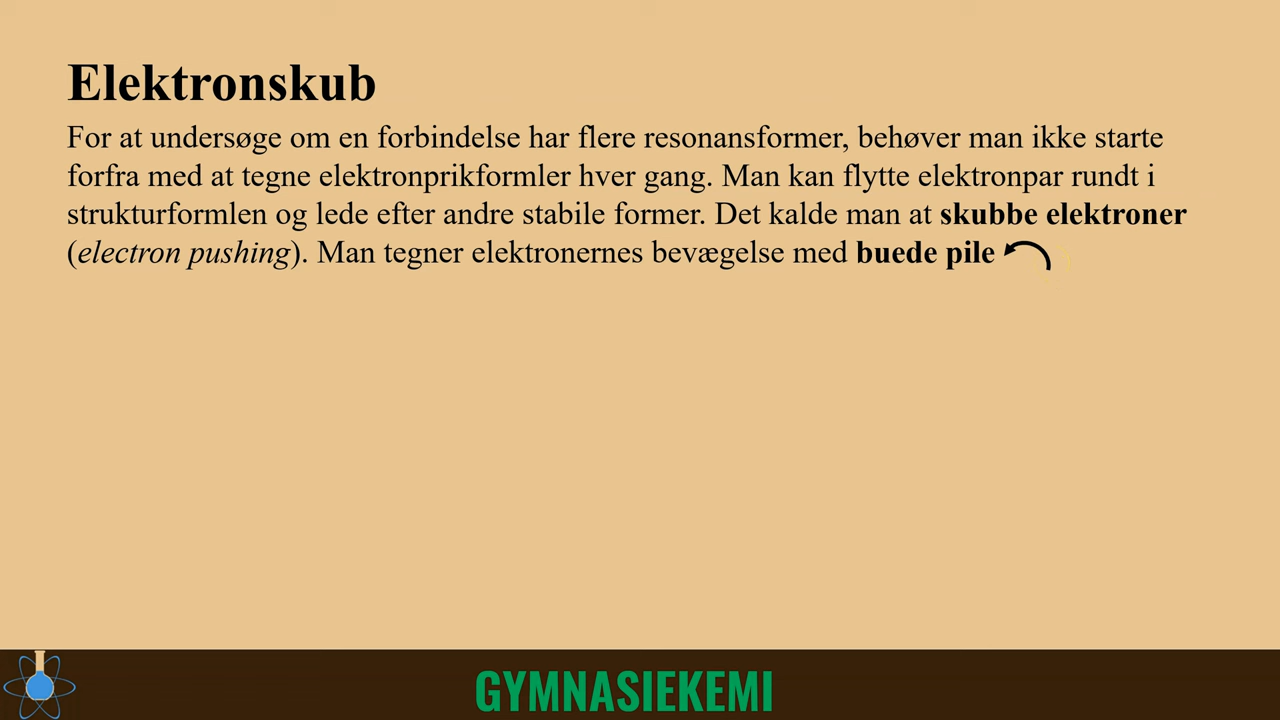 Elektronskub
For at undersøge om en forbindelse har flere resonansformer, behøver man ikke starte
forfra med at tegne elektronprikformler hver gang. Man kan flytte elektronpar rundt i
strukturformlen og lede efter andre stabile former. Det kalde man at skubbe elektroner
(electron pushing). Man tegner elektronernes bevægelse med buede pile
GYMNASIEKEMI